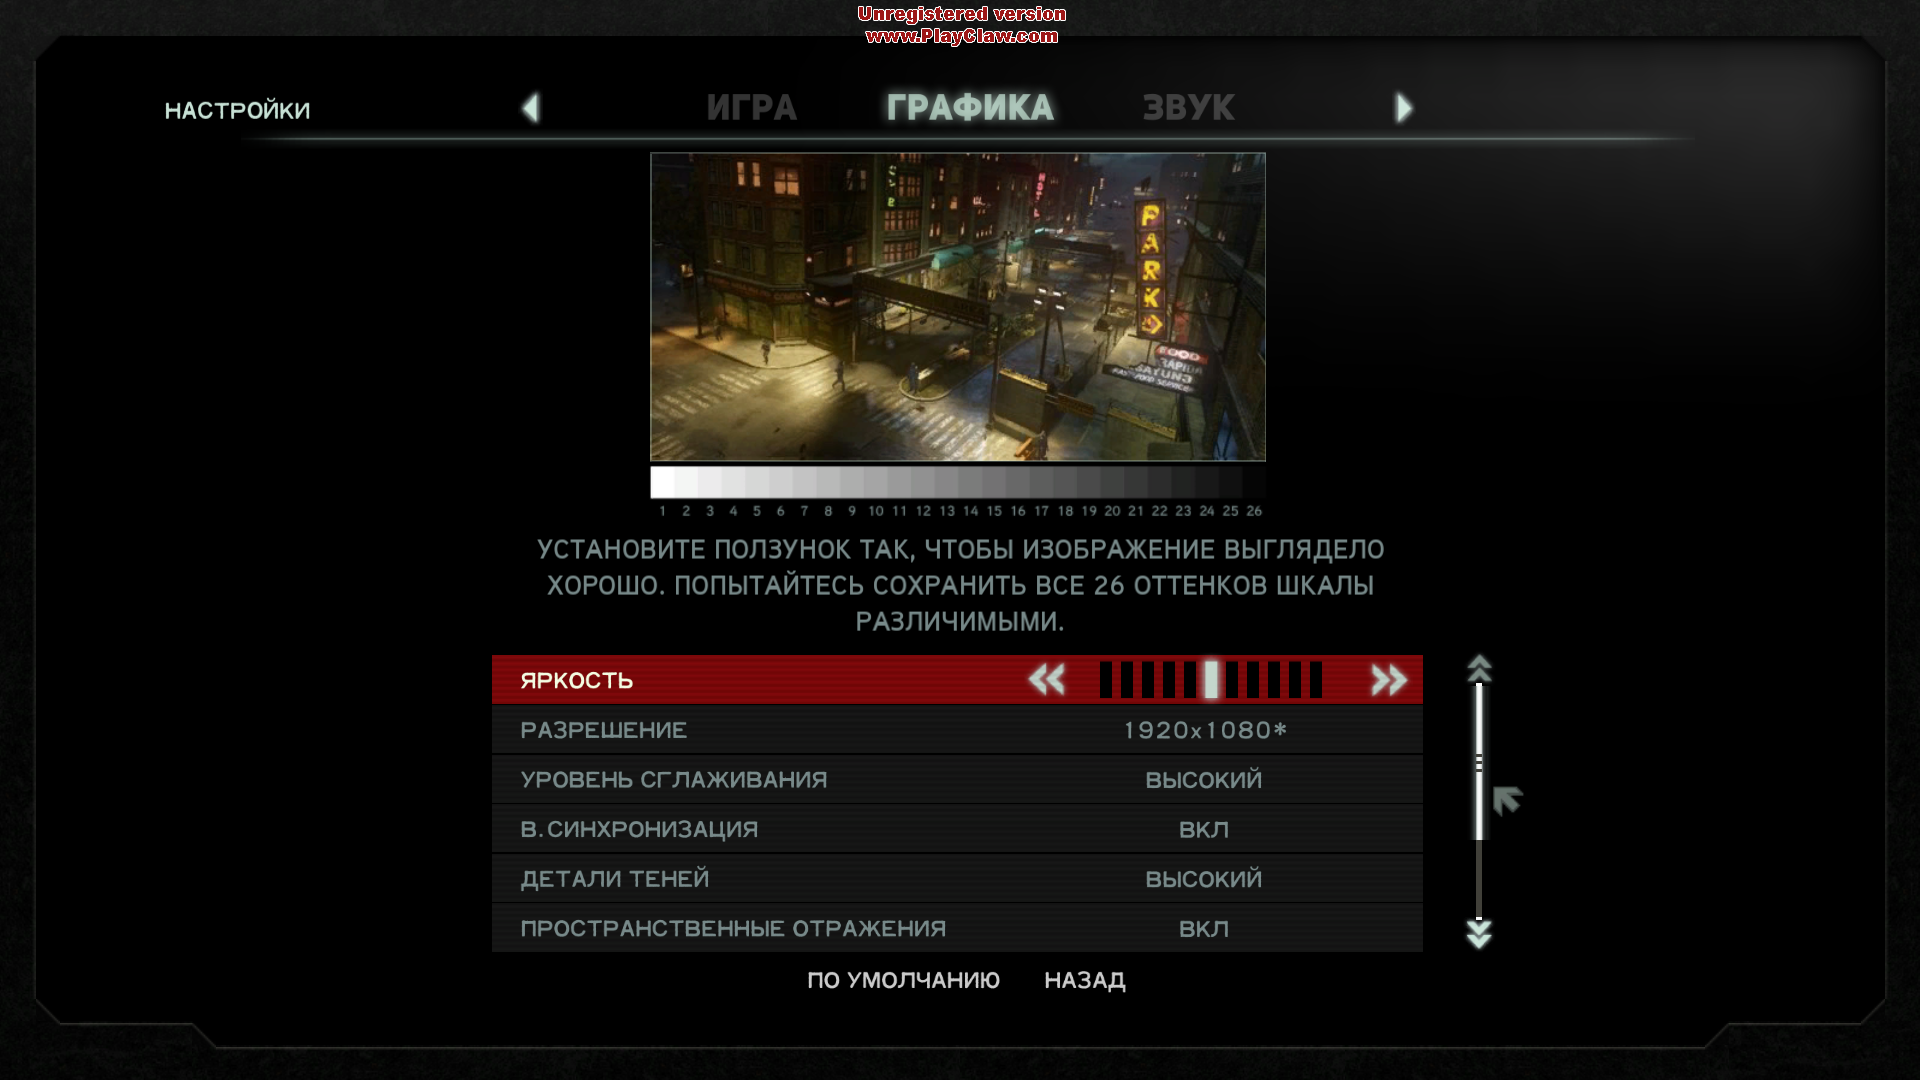 Unregistered version
www.PlayClaw.com
НАСТРОЙКИ
ИГРА ГРАФИКА ЗВУК
PARK
FOOD
1 2 3 4 5 6 7 8 9 10 11 12 13 14 15 16 17 18 19 20 21 22 23 24 25 26
УСТАНОВИТЕ ПОЛЗУНОК ТАК, ЧТОБЫ ИЗОБРАЖЕНИЕ ВЫГЛЯДЕЛО
ХОРОШО. ПОПЫТАЙТЕСЬ СОХРАНИТЬ ВСЕ 26 ОТТЕНКОВ ШКАЛЫ
РАЗЛИЧИМЫМИ.
ЯРКОСТЬ
РАЗРЕШЕНИЕ 1920x1080*
УРОВЕНЬ СГЛАЖИВАНИЯ ВЫСОКИЙ
В.СИНХРОНИЗАЦИЯ ВКЛ
ДЕТАЛИ ТЕНЕЙ ВЫСОКИЙ
ПРОСТРАНСТВЕННЫЕ ОТРАЖЕНИЯ ВКЛ
ПО УМОЛЧАНИЮ НАЗАД